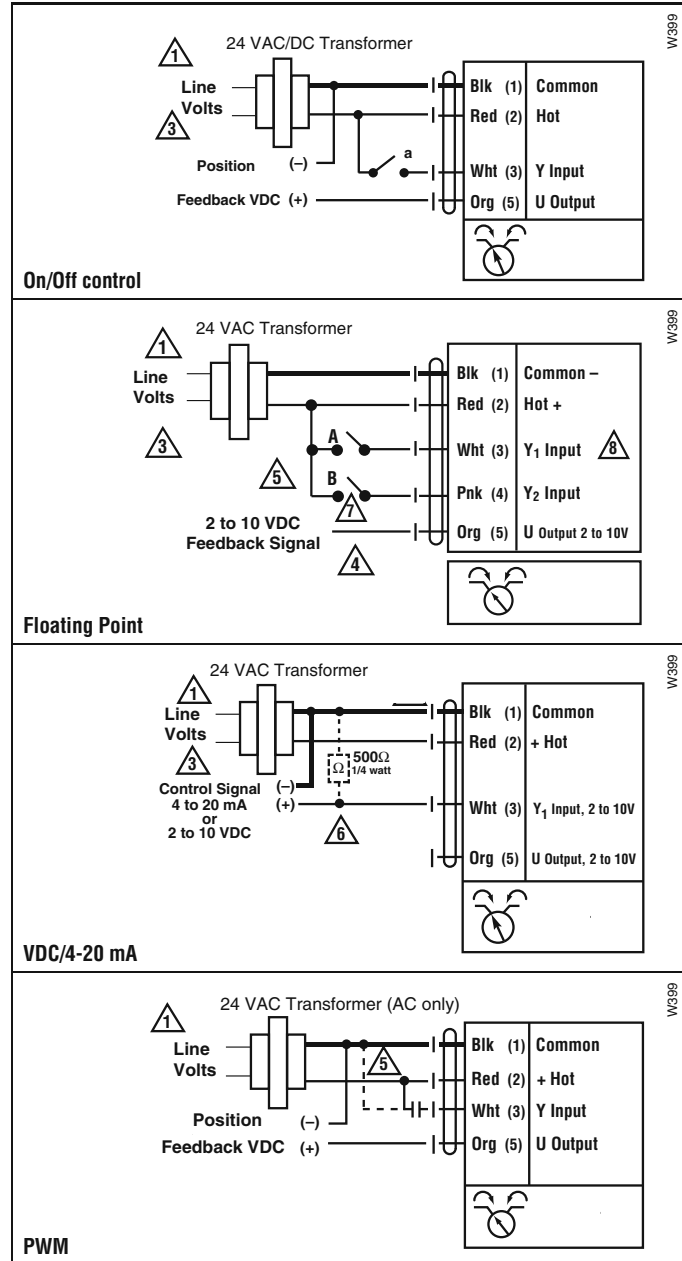 24 VAC/DC Transformer
W399
1
Line
Volts
3
Blk (1) Common
Red (2) Hot
a
Position (–)
Wht (3) Y Input
Feedback VDC (+)
Org (5) U Output
On/Off control
24 VAC Transformer
W399
1
Line
Volts
3
Blk (1) Common –
Red (2) Hot +
A
Wht (3) Y1 Input 8
5
B
Pnk (4) Y2 Input
7
2 to 10 VDC
Feedback Signal
Org (5) U Output 2 to 10V
4
Floating Point
24 VAC Transformer
W399
1
Line
Volts
3
Blk (1) Common
Red (2) + Hot
500Ω
1/4 watt
Ω
Control Signal (–)
4 to 20 mA (+)
or
2 to 10 VDC
Wht (3) Y1 Input, 2 to 10V
6
Org (5) U Output, 2 to 10V
VDC/4-20 mA
24 VAC Transformer (AC only)
W399
1
Line
Volts
5
Blk (1) Common
Red (2) + Hot
Wht (3) Y Input
Position (–)
Feedback VDC (+)
Org (5) U Output
PWM